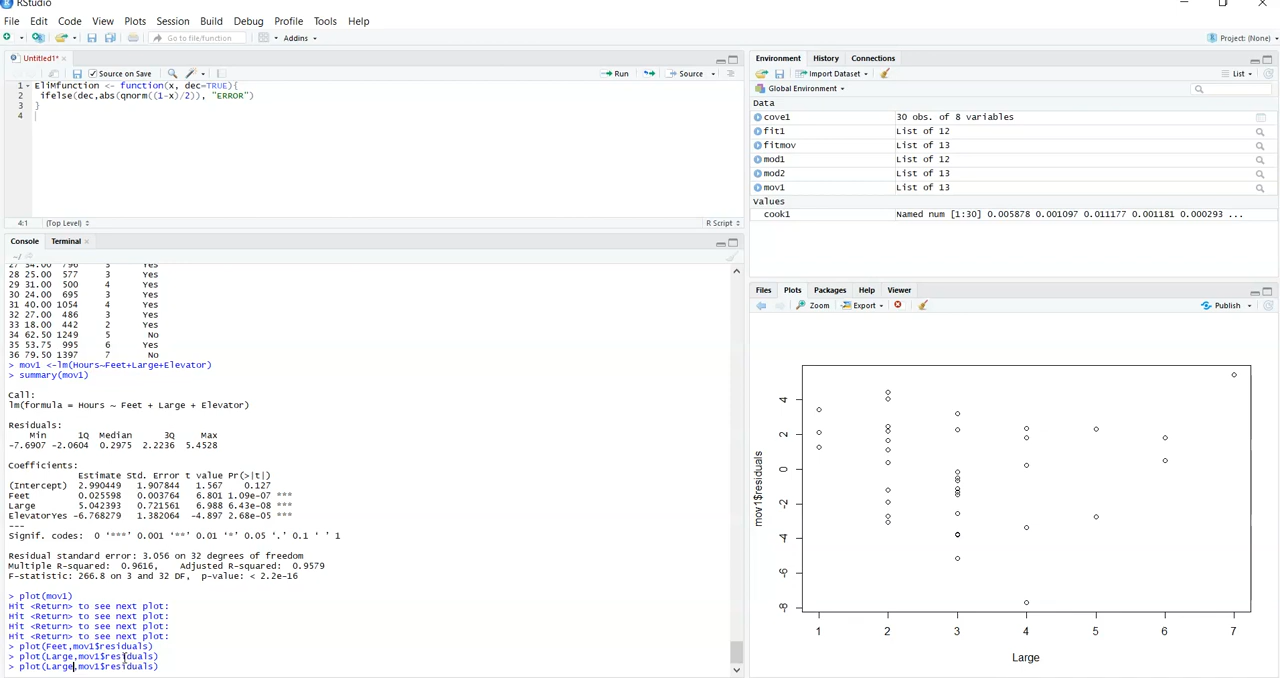 RStudio
File Edit Code View Plots Session Build Debug Profile Tools Help
Go to file/function Addins Project: (None)
Untitled1* ×
Source on Save Run Source
1 EliMfunction <- function(x, dec=TRUE){
2 ifelse(dec,abs(qnorm((1-x)/2)), "ERROR")
3 }
4
4:1 (Top Level) R Script
Console Terminal ×
~/
27 34.00 796 3 Yes
28 25.00 577 3 Yes
29 31.00 500 4 Yes
30 24.00 695 3 Yes
31 40.00 1054 4 Yes
32 27.00 486 3 Yes
33 18.00 442 2 Yes
34 62.50 1249 5 No
35 53.75 995 6 Yes
36 79.50 1397 7 No
> mov1 <-lm(Hours~Feet+Large+Elevator)
> summary(mov1)
Call:
lm(formula = Hours ~ Feet + Large + Elevator)
Residuals:
Min 1Q Median 3Q Max
-7.6907 -2.0604 0.2975 2.2236 5.4528
Coefficients:
Estimate Std. Error t value Pr(>|t|)
(Intercept) 2.990449 1.907844 1.567 0.127
Feet 0.025598 0.003764 6.801 1.09e-07 ***
Large 5.042393 0.721561 6.988 6.43e-08 ***
ElevatorYes -6.768279 1.382064 -4.897 2.68e-05 ***
---
Signif. codes: 0 '***' 0.001 '**' 0.01 '*' 0.05 '.' 0.1 ' ' 1
Residual standard error: 3.056 on 32 degrees of freedom
Multiple R-squared: 0.9616, Adjusted R-squared: 0.9579
F-statistic: 266.8 on 3 and 32 DF, p-value: < 2.2e-16
> plot(mov1)
Hit <Return> to see next plot:
Hit <Return> to see next plot:
Hit <Return> to see next plot:
Hit <Return> to see next plot:
> plot(Feet,mov1$residuals)
> plot(Large,mov1$residuals)
> plot(Large,mov1$residuals)
Environment History Connections
Import Dataset List
Global Environment
Data
cove1 30 obs. of 8 variables
fit1 List of 12
fitmov List of 13
mod1 List of 12
mod2 List of 13
mov1 List of 13
Values
cook1 Named num [1:30] 0.005878 0.001097 0.011177 0.001181 0.000293 ...
Files Plots Packages Help Viewer
Zoom Export Publish
4
2
0
-2
-4
-6
-8
mov1$residuals
1 2 3 4 5 6 7
Large